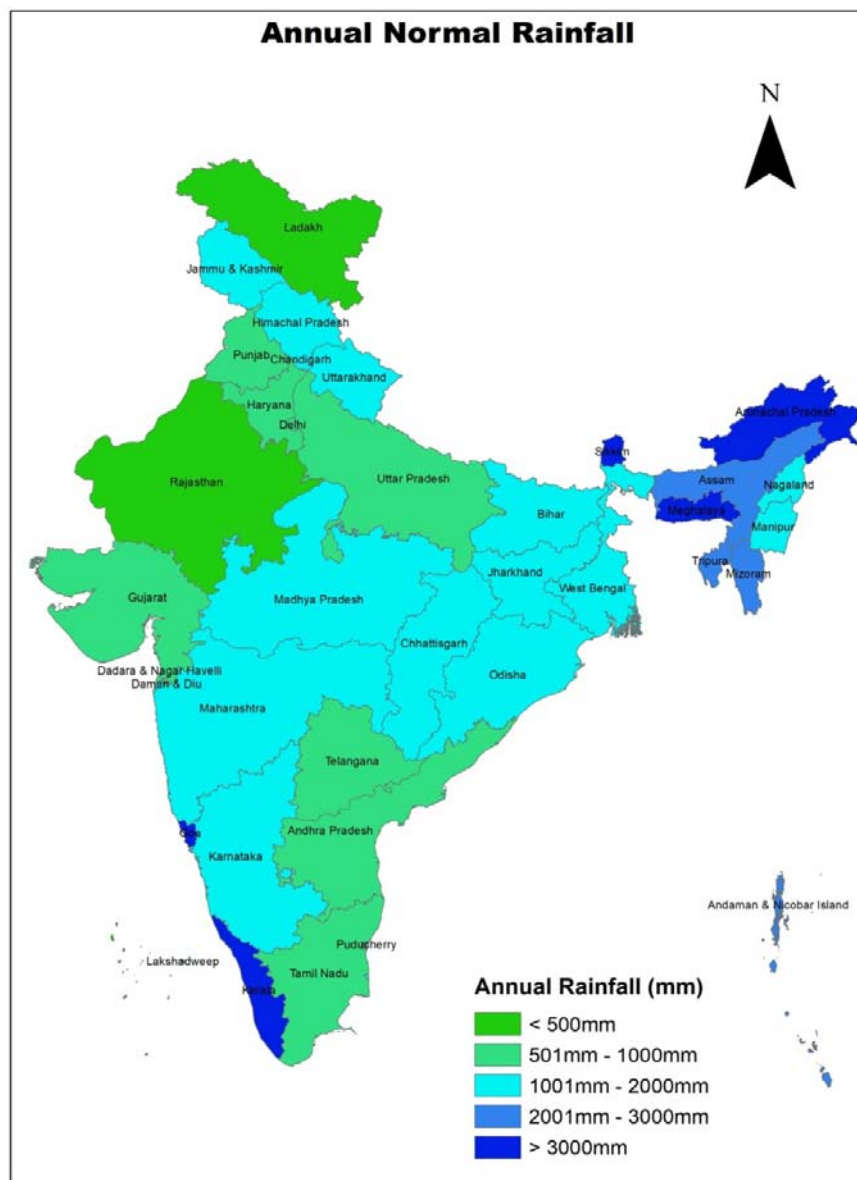 Annual Normal Rainfall
N
Ladakh
Jammu & Kashmir
Himachal Pradesh
Punjab
Chandigarh
Uttarakhand
Haryana
Delhi
Arunachal Pradesh
Sikkim
Rajasthan
Uttar Pradesh
Assam
Nagaland
Bihar
Meghalaya
Manipur
Jharkhand
Tripura
Mizoram
Gujarat
Madhya Pradesh
West Bengal
Chhattisgarh
Dadara & Nagar Havelli
Daman & Diu
Odisha
Maharashtra
Telangana
Goa
Andhra Pradesh
Karnataka
Andaman & Nicobar Island
Puducherry
Lakshadweep
Tamil Nadu
Kerala
Annual Rainfall (mm)
< 500mm
501mm - 1000mm
1001mm - 2000mm
2001mm - 3000mm
> 3000mm